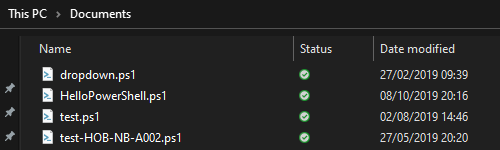 This PC > Documents
Name Status Date modified
dropdown.ps1 27/02/2019 09:39
HelloPowerShell.ps1 08/10/2019 20:16
test.ps1 02/08/2019 14:46
test-HOB-NB-A002.ps1 27/05/2019 20:20